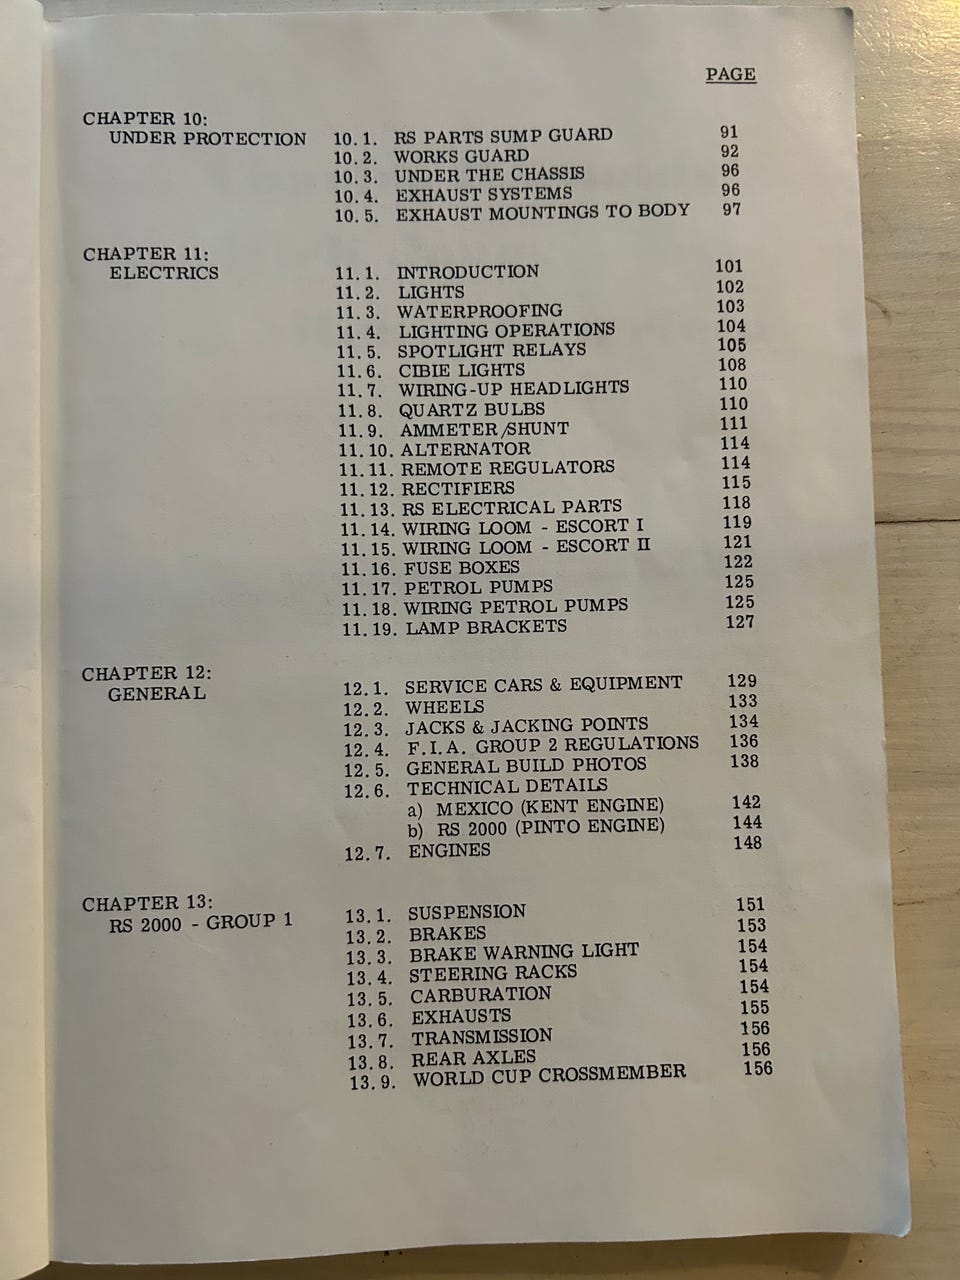 PAGE
CHAPTER 10:
UNDER PROTECTION 10.1. RS PARTS SUMP GUARD 91
10.2. WORKS GUARD 92
10.3. UNDER THE CHASSIS 96
10.4. EXHAUST SYSTEMS 96
10.5. EXHAUST MOUNTINGS TO BODY 97
CHAPTER 11:
ELECTRICS 11.1. INTRODUCTION 101
11.2. LIGHTS 102
11.3. WATERPROOFING 103
11.4. LIGHTING OPERATIONS 104
11.5. SPOTLIGHT RELAYS 105
11.6. CIBIE LIGHTS 108
11.7. WIRING-UP HEADLIGHTS 110
11.8. QUARTZ BULBS 110
11.9. AMMETER/SHUNT 111
11.10. ALTERNATOR 114
11.11. REMOTE REGULATORS 114
11.12. RECTIFIERS 115
11.13. RS ELECTRICAL PARTS 118
11.14. WIRING LOOM - ESCORT I 119
11.15. WIRING LOOM - ESCORT II 121
11.16. FUSE BOXES 122
11.17. PETROL PUMPS 125
11.18. WIRING PETROL PUMPS 125
11.19. LAMP BRACKETS 127
CHAPTER 12:
GENERAL 12.1. SERVICE CARS & EQUIPMENT 129
12.2. WHEELS 133
12.3. JACKS & JACKING POINTS 134
12.4. F.I.A. GROUP 2 REGULATIONS 136
12.5. GENERAL BUILD PHOTOS 138
12.6. TECHNICAL DETAILS
a) MEXICO (KENT ENGINE) 142
b) RS 2000 (PINTO ENGINE) 144
12.7. ENGINES 148
CHAPTER 13:
RS 2000 - GROUP 1 13.1. SUSPENSION 151
13.2. BRAKES 153
13.3. BRAKE WARNING LIGHT 154
13.4. STEERING RACKS 154
13.5. CARBURATION 154
13.6. EXHAUSTS 155
13.7. TRANSMISSION 156
13.8. REAR AXLES 156
13.9. WORLD CUP CROSSMEMBER 156